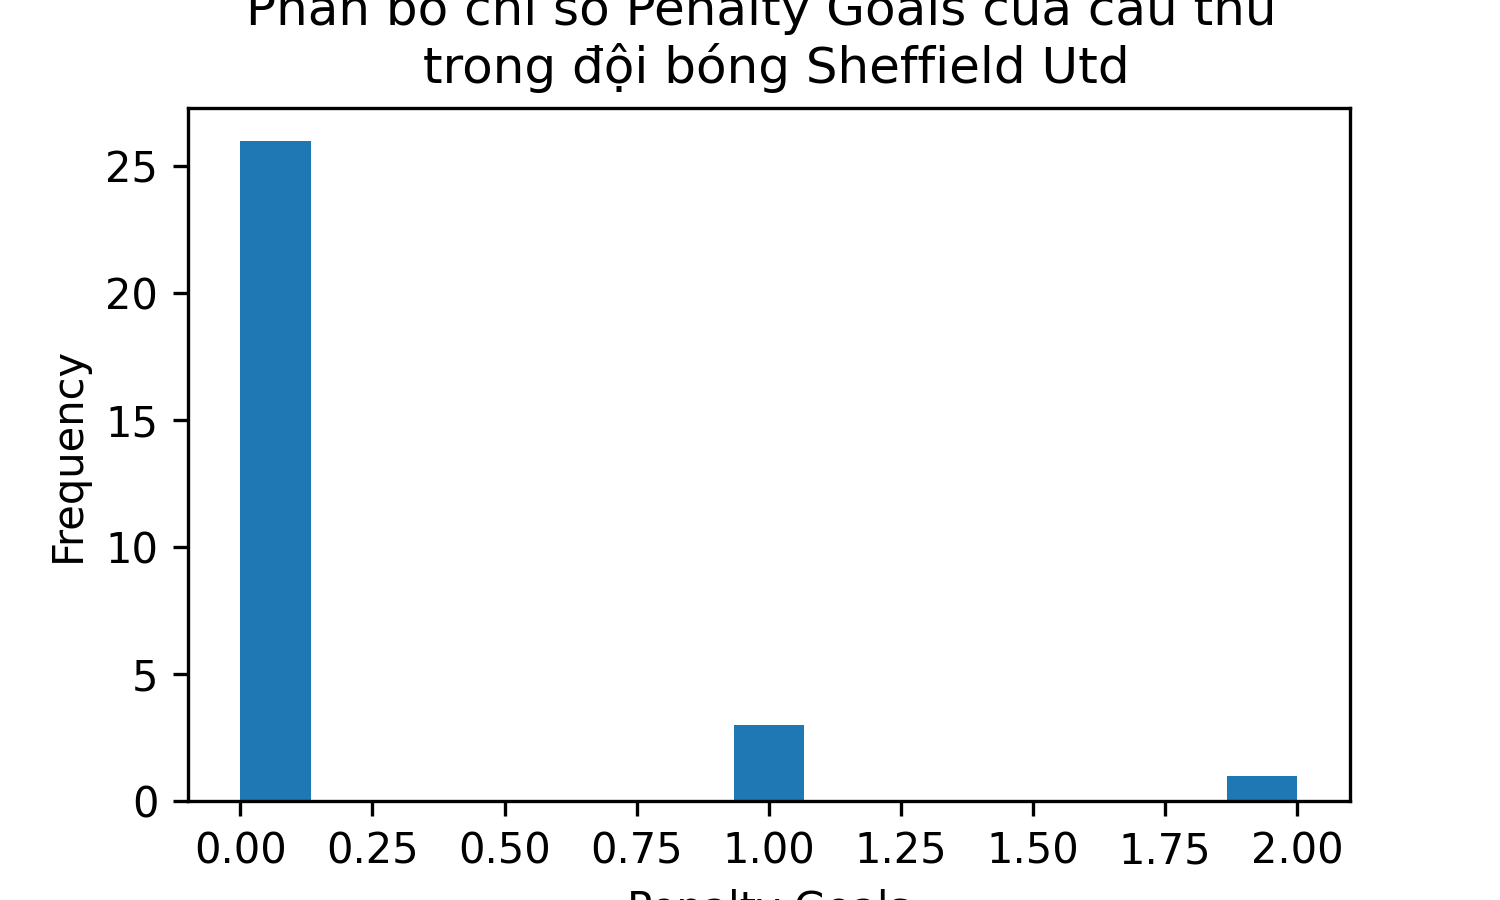 Phân bố chỉ số Penalty Goals của cầu thủ
trong đội bóng Sheffield Utd
Frequency
25
20
15
10
5
0
0.00 0.25 0.50 0.75 1.00 1.25 1.50 1.75 2.00
Penalty Goals